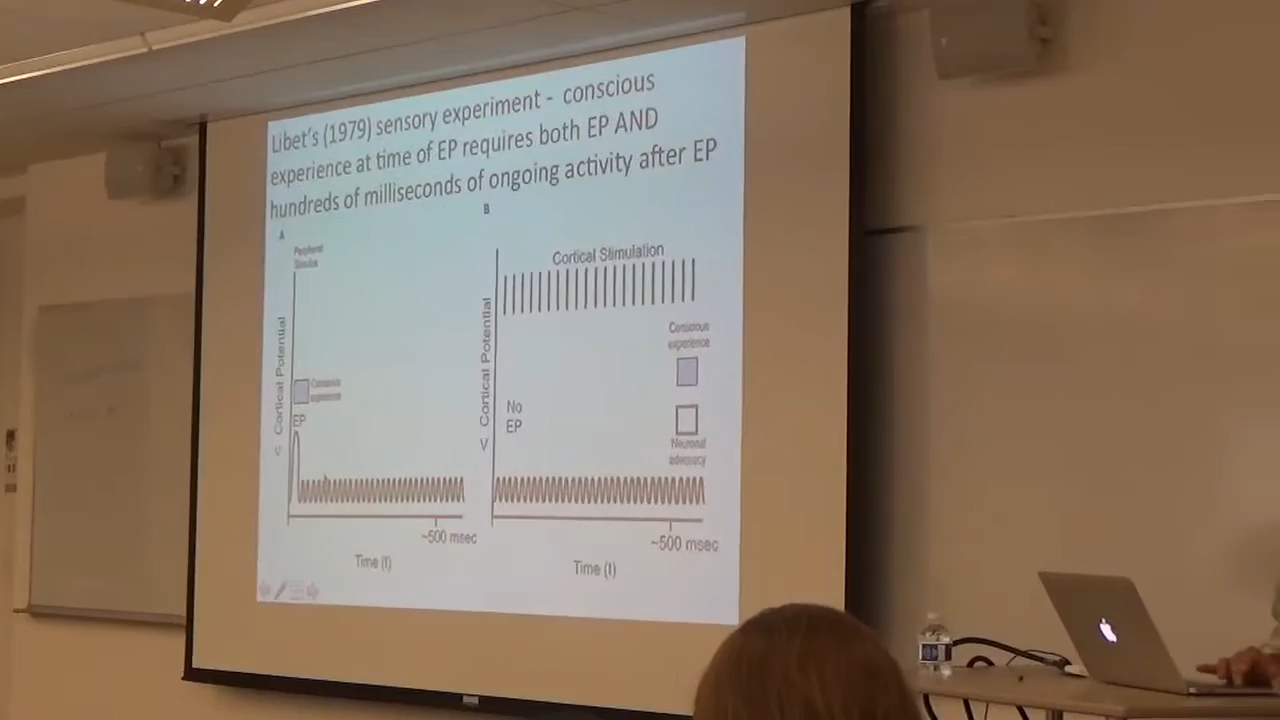 Libet's (1979) sensory experiment - conscious
experience at time of EP requires both EP AND
hundreds of milliseconds of ongoing activity after EP
A
Peripheral
Stimulus
Cortical Potential
Conscious
experience
EP
~500 msec
Time (t)
B
Cortical Stimulation
V Cortical Potential
Conscious
experience
No
EP
Neuronal
adequacy
~500 msec
Time (t)